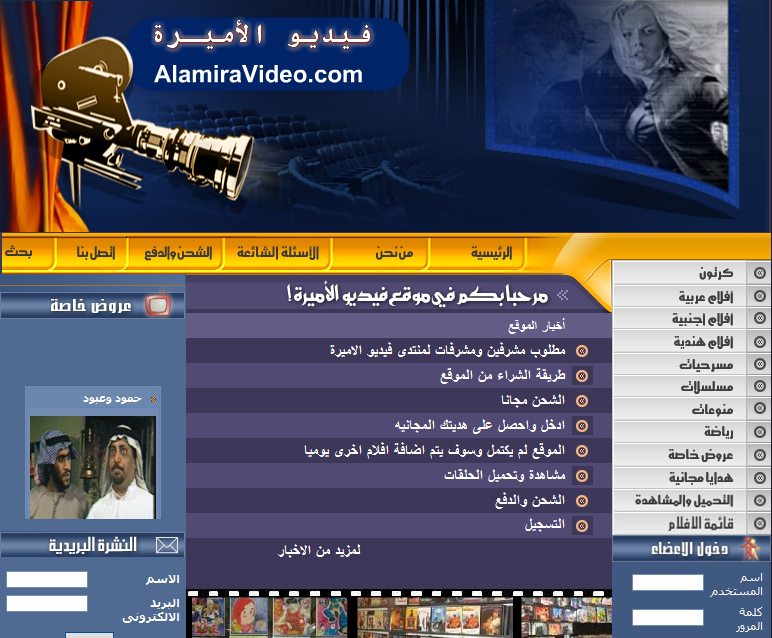 فيديو الأميرة
AlamiraVideo.com
الرئيسية
من نحن
الأسئلة الشائعة
الشحن والدفع
اتصل بنا
بحث
كرتون
افلام عربية
افلام اجنبية
افلام هندية
مسرحيات
مسلسلات
منوعات
رياضة
عروض خاصة
هدايا مجانية
التحميل والمشاهدة
قائمة الافلام
دخول الاعضاء
اسم
المستخدم
كلمة
المرور
مرحبا بكم في موقع فيديو الأميرة !
أخبار الموقع
مطلوب مشرفين ومشرفات لمنتدى فيديو الاميرة
طريقة الشراء من الموقع
الشحن مجانا
ادخل واحصل على هديتك المجانيه
الموقع لم يكتمل وسوف يتم اضافة افلام اخرى يوميا
مشاهدة وتحميل الحلقات
الشحن والدفع
التسجيل
لمزيد من الاخبار
عروض خاصة
حمود وعبود
النشرة البريدية
الاسم
البريد
الالكترونى